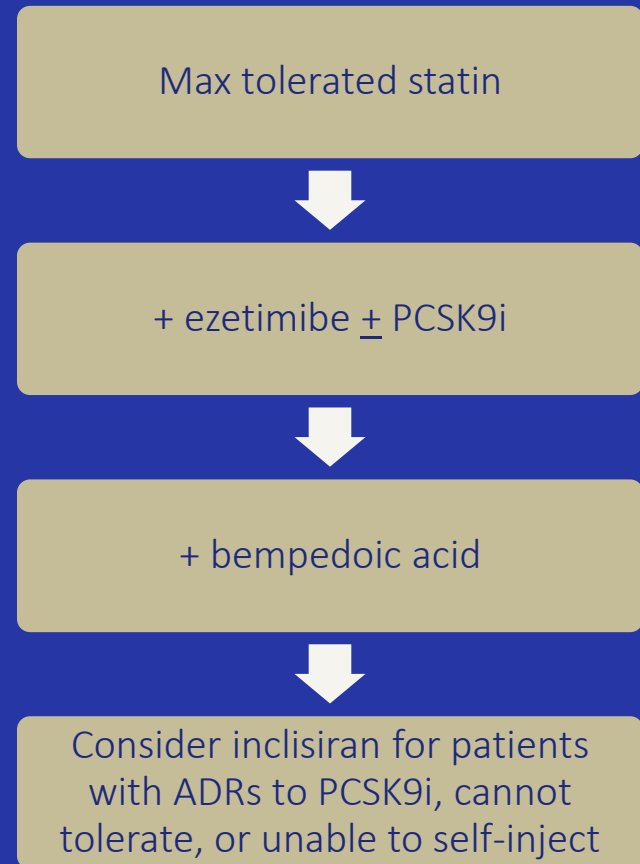 Max tolerated statin
+ ezetimibe + PCSK9i
+ bempedoic acid
Consider inclisiran for patients
with ADRs to PCSK9i, cannot
tolerate, or unable to self-inject